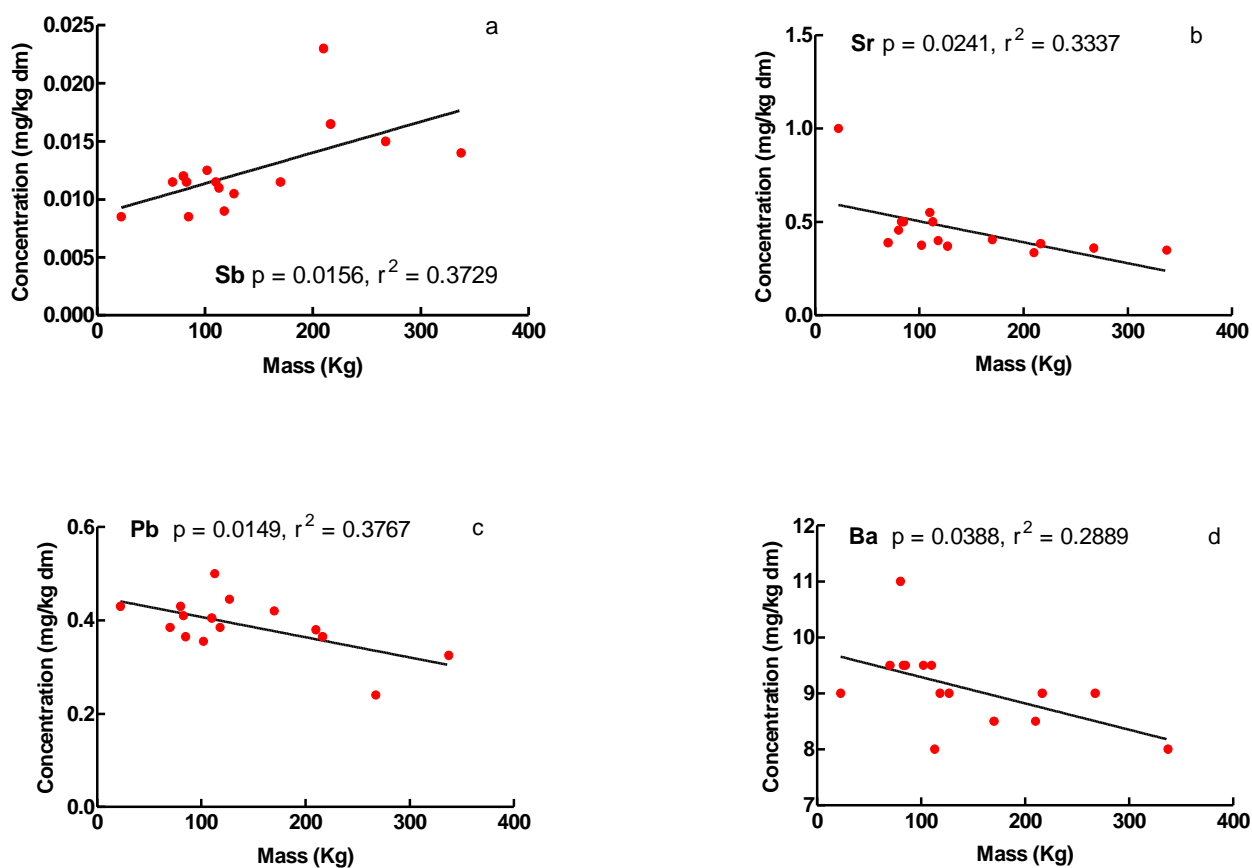 a
Sb p = 0.0156, r² = 0.3729
Concentration (mg/kg dm)
0.025
0.020
0.015
0.010
0.005
0.000
0 100 200 300 400
Mass (Kg)
Sr p = 0.0241, r² = 0.3337 b
Concentration (mg/kg dm)
1.5
1.0
0.5
0.0
0 100 200 300 400
Mass (Kg)
Pb p = 0.0149, r² = 0.3767 c
Concentration (mg/kg dm)
0.6
0.4
0.2
0.0
0 100 200 300 400
Mass (Kg)
Ba p = 0.0388, r² = 0.2889 d
Concentration (mg/kg dm)
12
11
10
9
8
7
0 100 200 300 400
Mass (Kg)